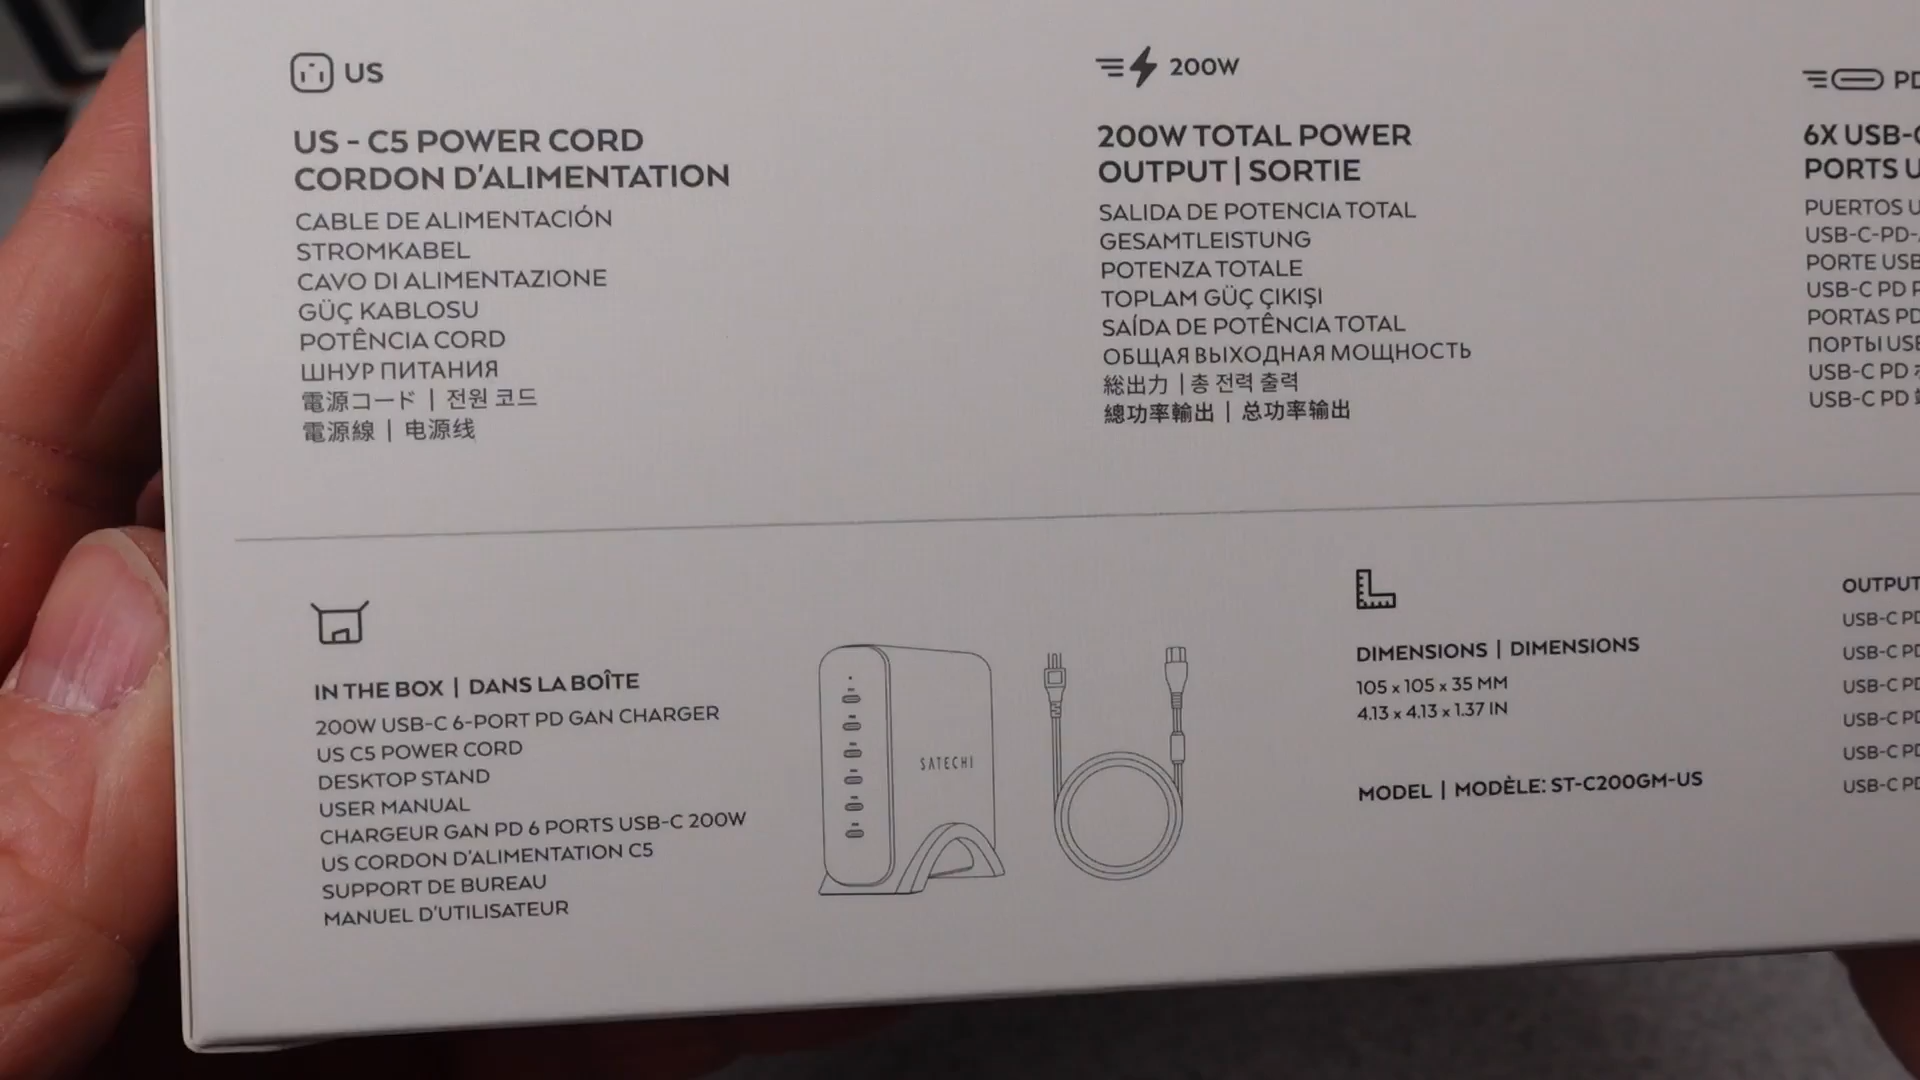 US
US - C5 POWER CORD
CORDON D'ALIMENTATION
CABLE DE ALIMENTACIÓN
STROMKABEL
CAVO DI ALIMENTAZIONE
GÜÇ KABLOSU
POTÊNCIA CORD
ШНУР ПИТАНИЯ
電源コード | 전원 코드
電源線 | 电源线
200W
200W TOTAL POWER
OUTPUT | SORTIE
SALIDA DE POTENCIA TOTAL
GESAMTLEISTUNG
POTENZA TOTALE
TOPLAM GÜÇ ÇIKIŞI
SAÍDA DE POTÊNCIA TOTAL
ОБЩАЯ ВЫХОДНАЯ МОЩНОСТЬ
総出力 | 총 전력 출력
總功率輸出 | 总功率输出
PD
6X USB-C
PORTS U
PUERTOS U
USB-C-PD-
PORTE USB
USB-C PD P
PORTAS PD
ПОРТЫ USB
USB-C PD
USB-C PD
IN THE BOX | DANS LA BOÎTE
200W USB-C 6-PORT PD GAN CHARGER
US C5 POWER CORD
DESKTOP STAND
USER MANUAL
CHARGEUR GAN PD 6 PORTS USB-C 200W
US CORDON D'ALIMENTATION C5
SUPPORT DE BUREAU
MANUEL D'UTILISATEUR
SATECHI
DIMENSIONS | DIMENSIONS
105 x 105 x 35 MM
4.13 x 4.13 x 1.37 IN
MODEL | MODÈLE: ST-C200GM-US
OUTPUT
USB-C PD
USB-C PD
USB-C PD
USB-C PD
USB-C PD
USB-C PD